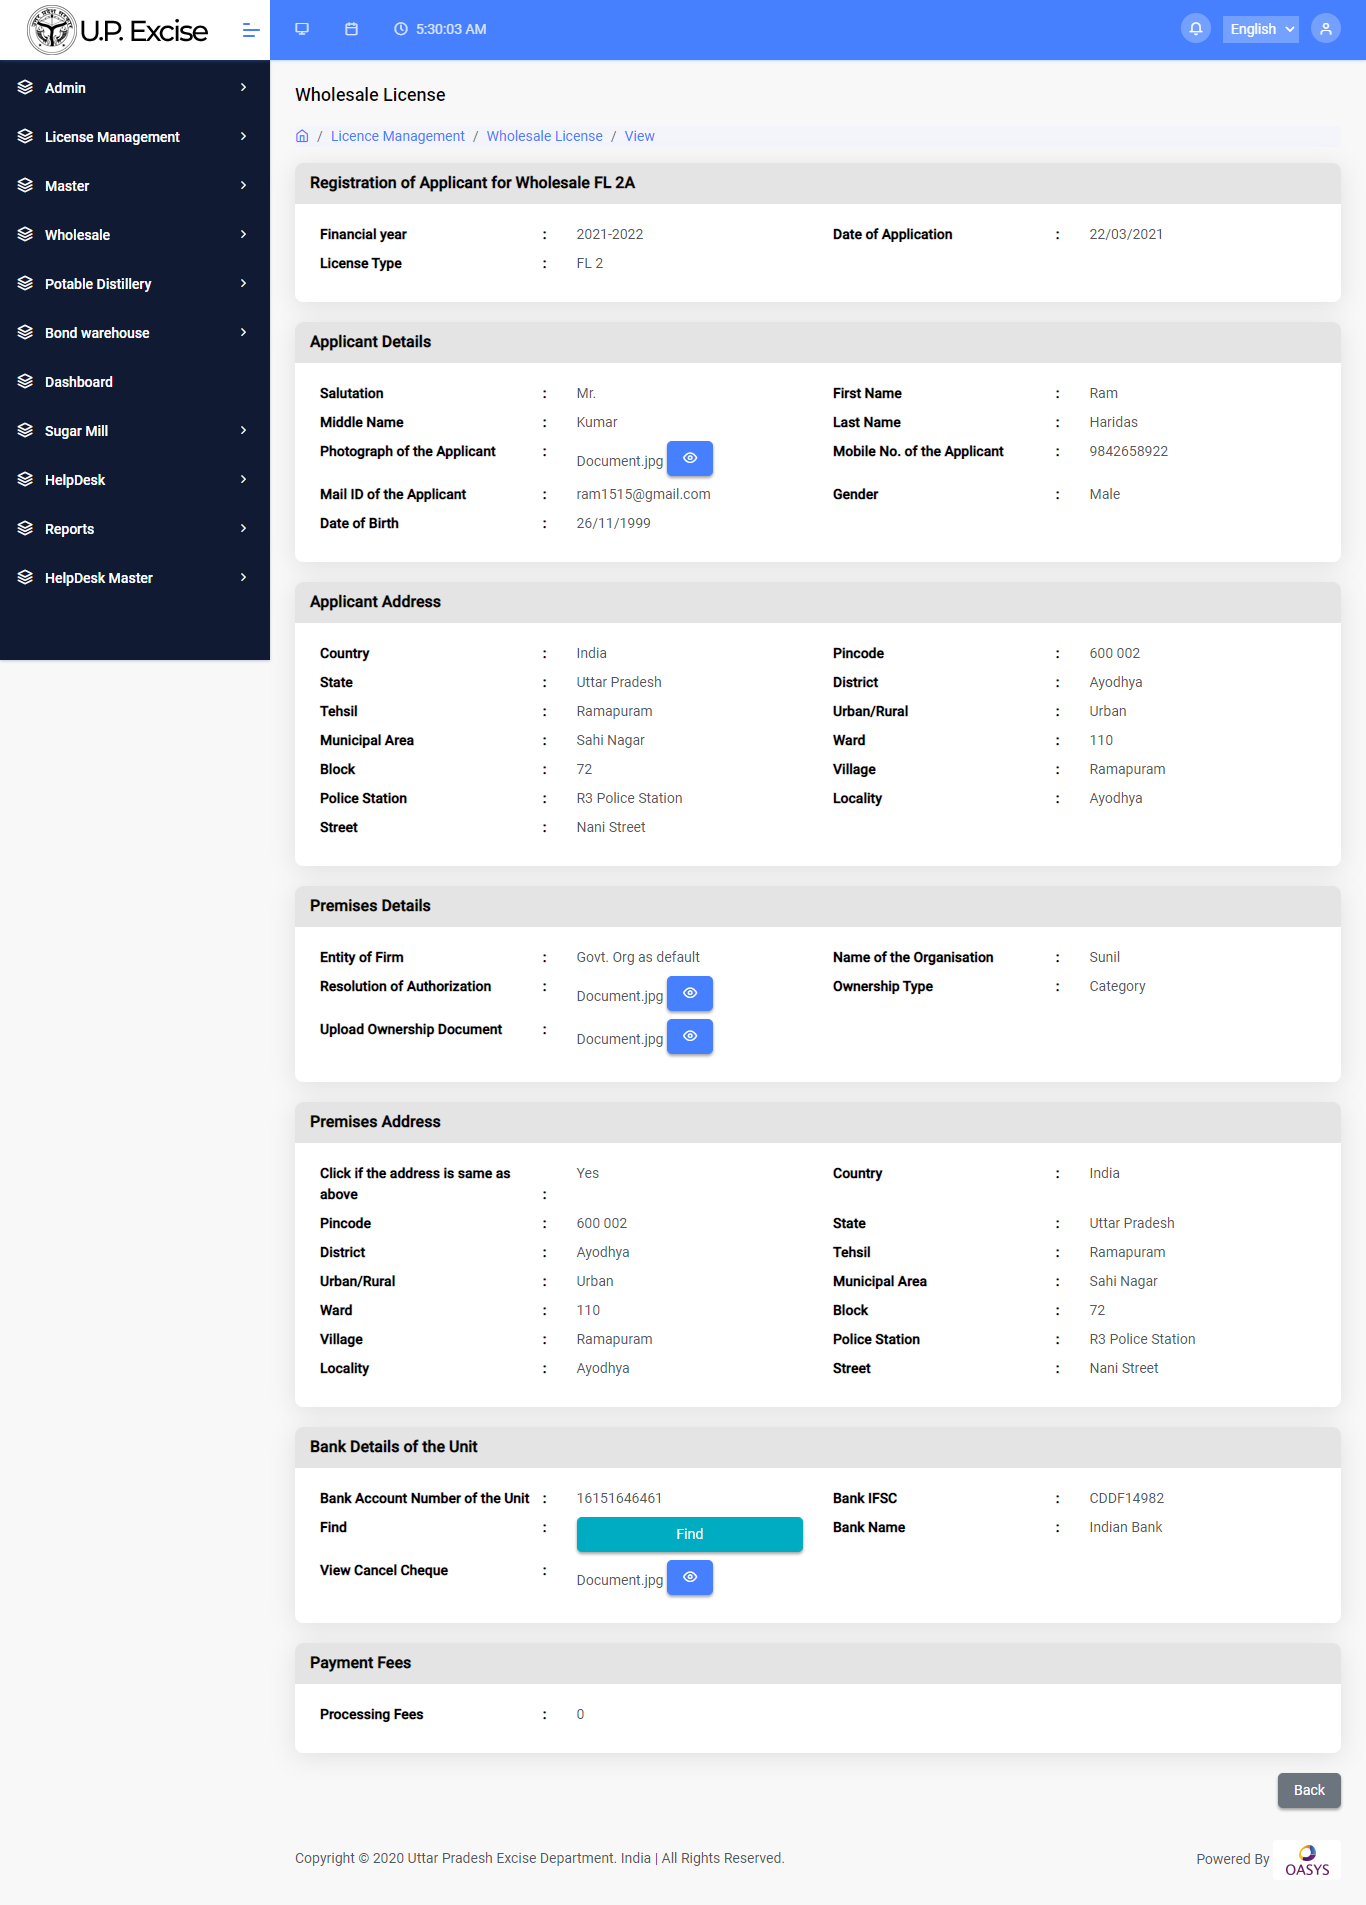 U.P. Excise
5:30:03 AM
English
Admin
License Management
Master
Wholesale
Potable Distillery
Bond warehouse
Dashboard
Sugar Mill
HelpDesk
Reports
HelpDesk Master
Wholesale License
/ Licence Management / Wholesale License / View
Registration of Applicant for Wholesale FL 2A
Financial year : 2021-2022 Date of Application : 22/03/2021
License Type : FL 2
Applicant Details
Salutation : Mr. First Name : Ram
Middle Name : Kumar Last Name : Haridas
Photograph of the Applicant : Document.jpg Mobile No. of the Applicant : 9842658922
Mail ID of the Applicant : ram1515@gmail.com Gender : Male
Date of Birth : 26/11/1999
Applicant Address
Country : India Pincode : 600 002
State : Uttar Pradesh District : Ayodhya
Tehsil : Ramapuram Urban/Rural : Urban
Municipal Area : Sahi Nagar Ward : 110
Block : 72 Village : Ramapuram
Police Station : R3 Police Station Locality : Ayodhya
Street : Nani Street
Premises Details
Entity of Firm : Govt. Org as default Name of the Organisation : Sunil
Resolution of Authorization : Document.jpg Ownership Type : Category
Upload Ownership Document : Document.jpg
Premises Address
Click if the address is same as above : Yes Country : India
Pincode : 600 002 State : Uttar Pradesh
District : Ayodhya Tehsil : Ramapuram
Urban/Rural : Urban Municipal Area : Sahi Nagar
Ward : 110 Block : 72
Village : Ramapuram Police Station : R3 Police Station
Locality : Ayodhya Street : Nani Street
Bank Details of the Unit
Bank Account Number of the Unit : 16151646461 Bank IFSC : CDDF14982
Find : Find Bank Name : Indian Bank
View Cancel Cheque : Document.jpg
Payment Fees
Processing Fees : 0
Back
Copyright © 2020 Uttar Pradesh Excise Department. India | All Rights Reserved.
Powered By OASYS